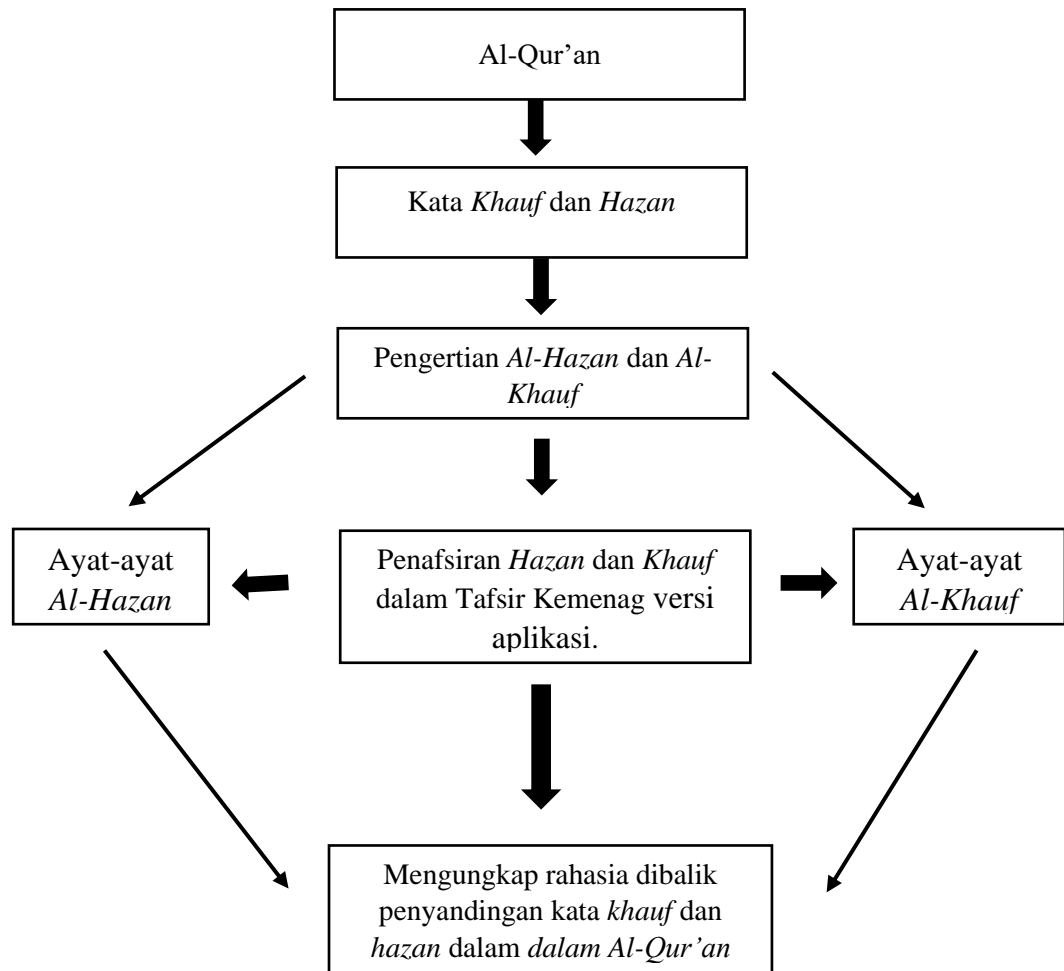 Al-Qur’an
Kata Khauf dan Hazan
Pengertian Al-Hazan dan Al-
Khauf
Ayat-ayat
Al-Hazan
Penafsiran Hazan dan Khauf
dalam Tafsir Kemenag versi
aplikasi.
Ayat-ayat
Al-Khauf
Mengungkap rahasia dibalik
penyandingan kata khauf dan
hazan dalam dalam Al-Qur’an